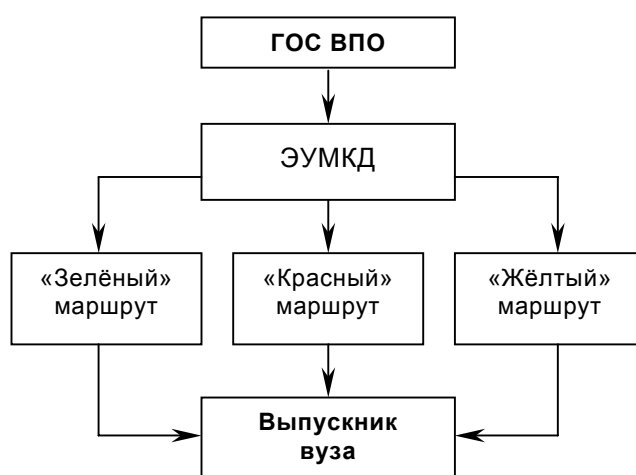 ГОС ВПО
ЭУМКД
«Зелёный»
маршрут
«Красный»
маршрут
«Жёлтый»
маршрут
Выпускник
вуза